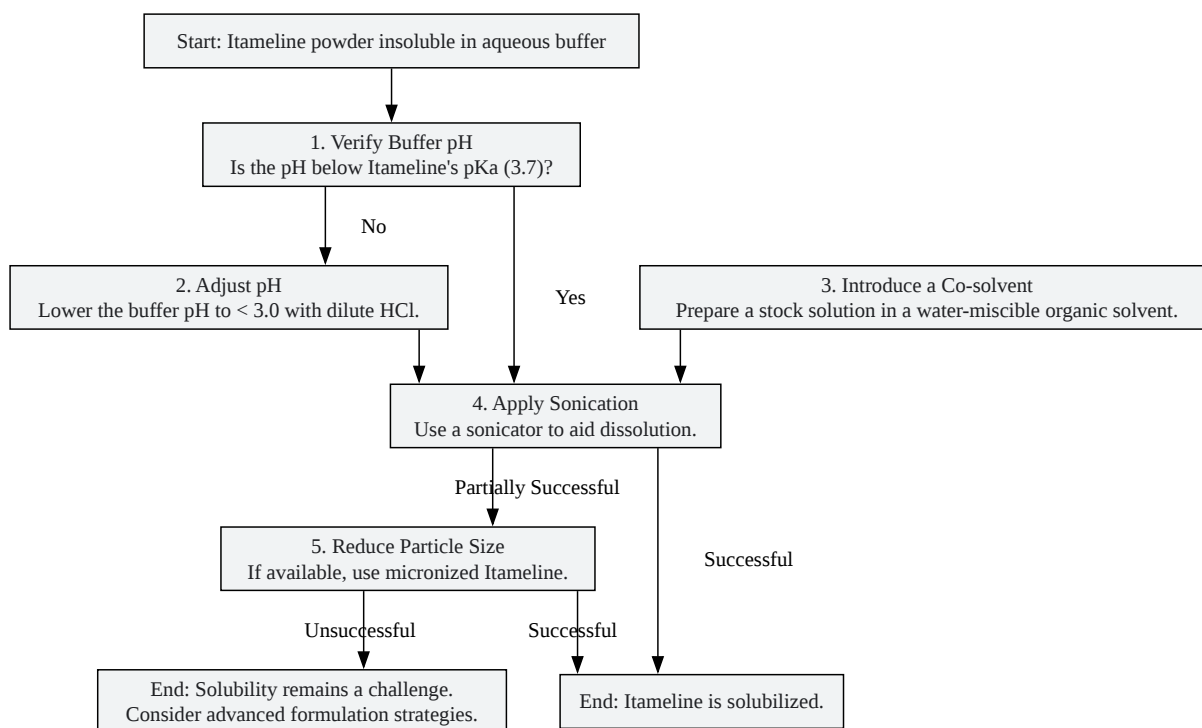 Start: Itameline powder insoluble in aqueous buffer
1. Verify Buffer pH
Is the pH below Itameline's pKa (3.7)?
No
2. Adjust pH
Lower the buffer pH to < 3.0 with dilute HCl.
Yes
3. Introduce a Co-solvent
Prepare a stock solution in a water-miscible organic solvent.
4. Apply Sonication
Use a sonicator to aid dissolution.
Partially Successful
5. Reduce Particle Size
If available, use micronized Itameline.
Successful
Unsuccessful
Successful
End: Solubility remains a challenge.
Consider advanced formulation strategies.
End: Itameline is solubilized.